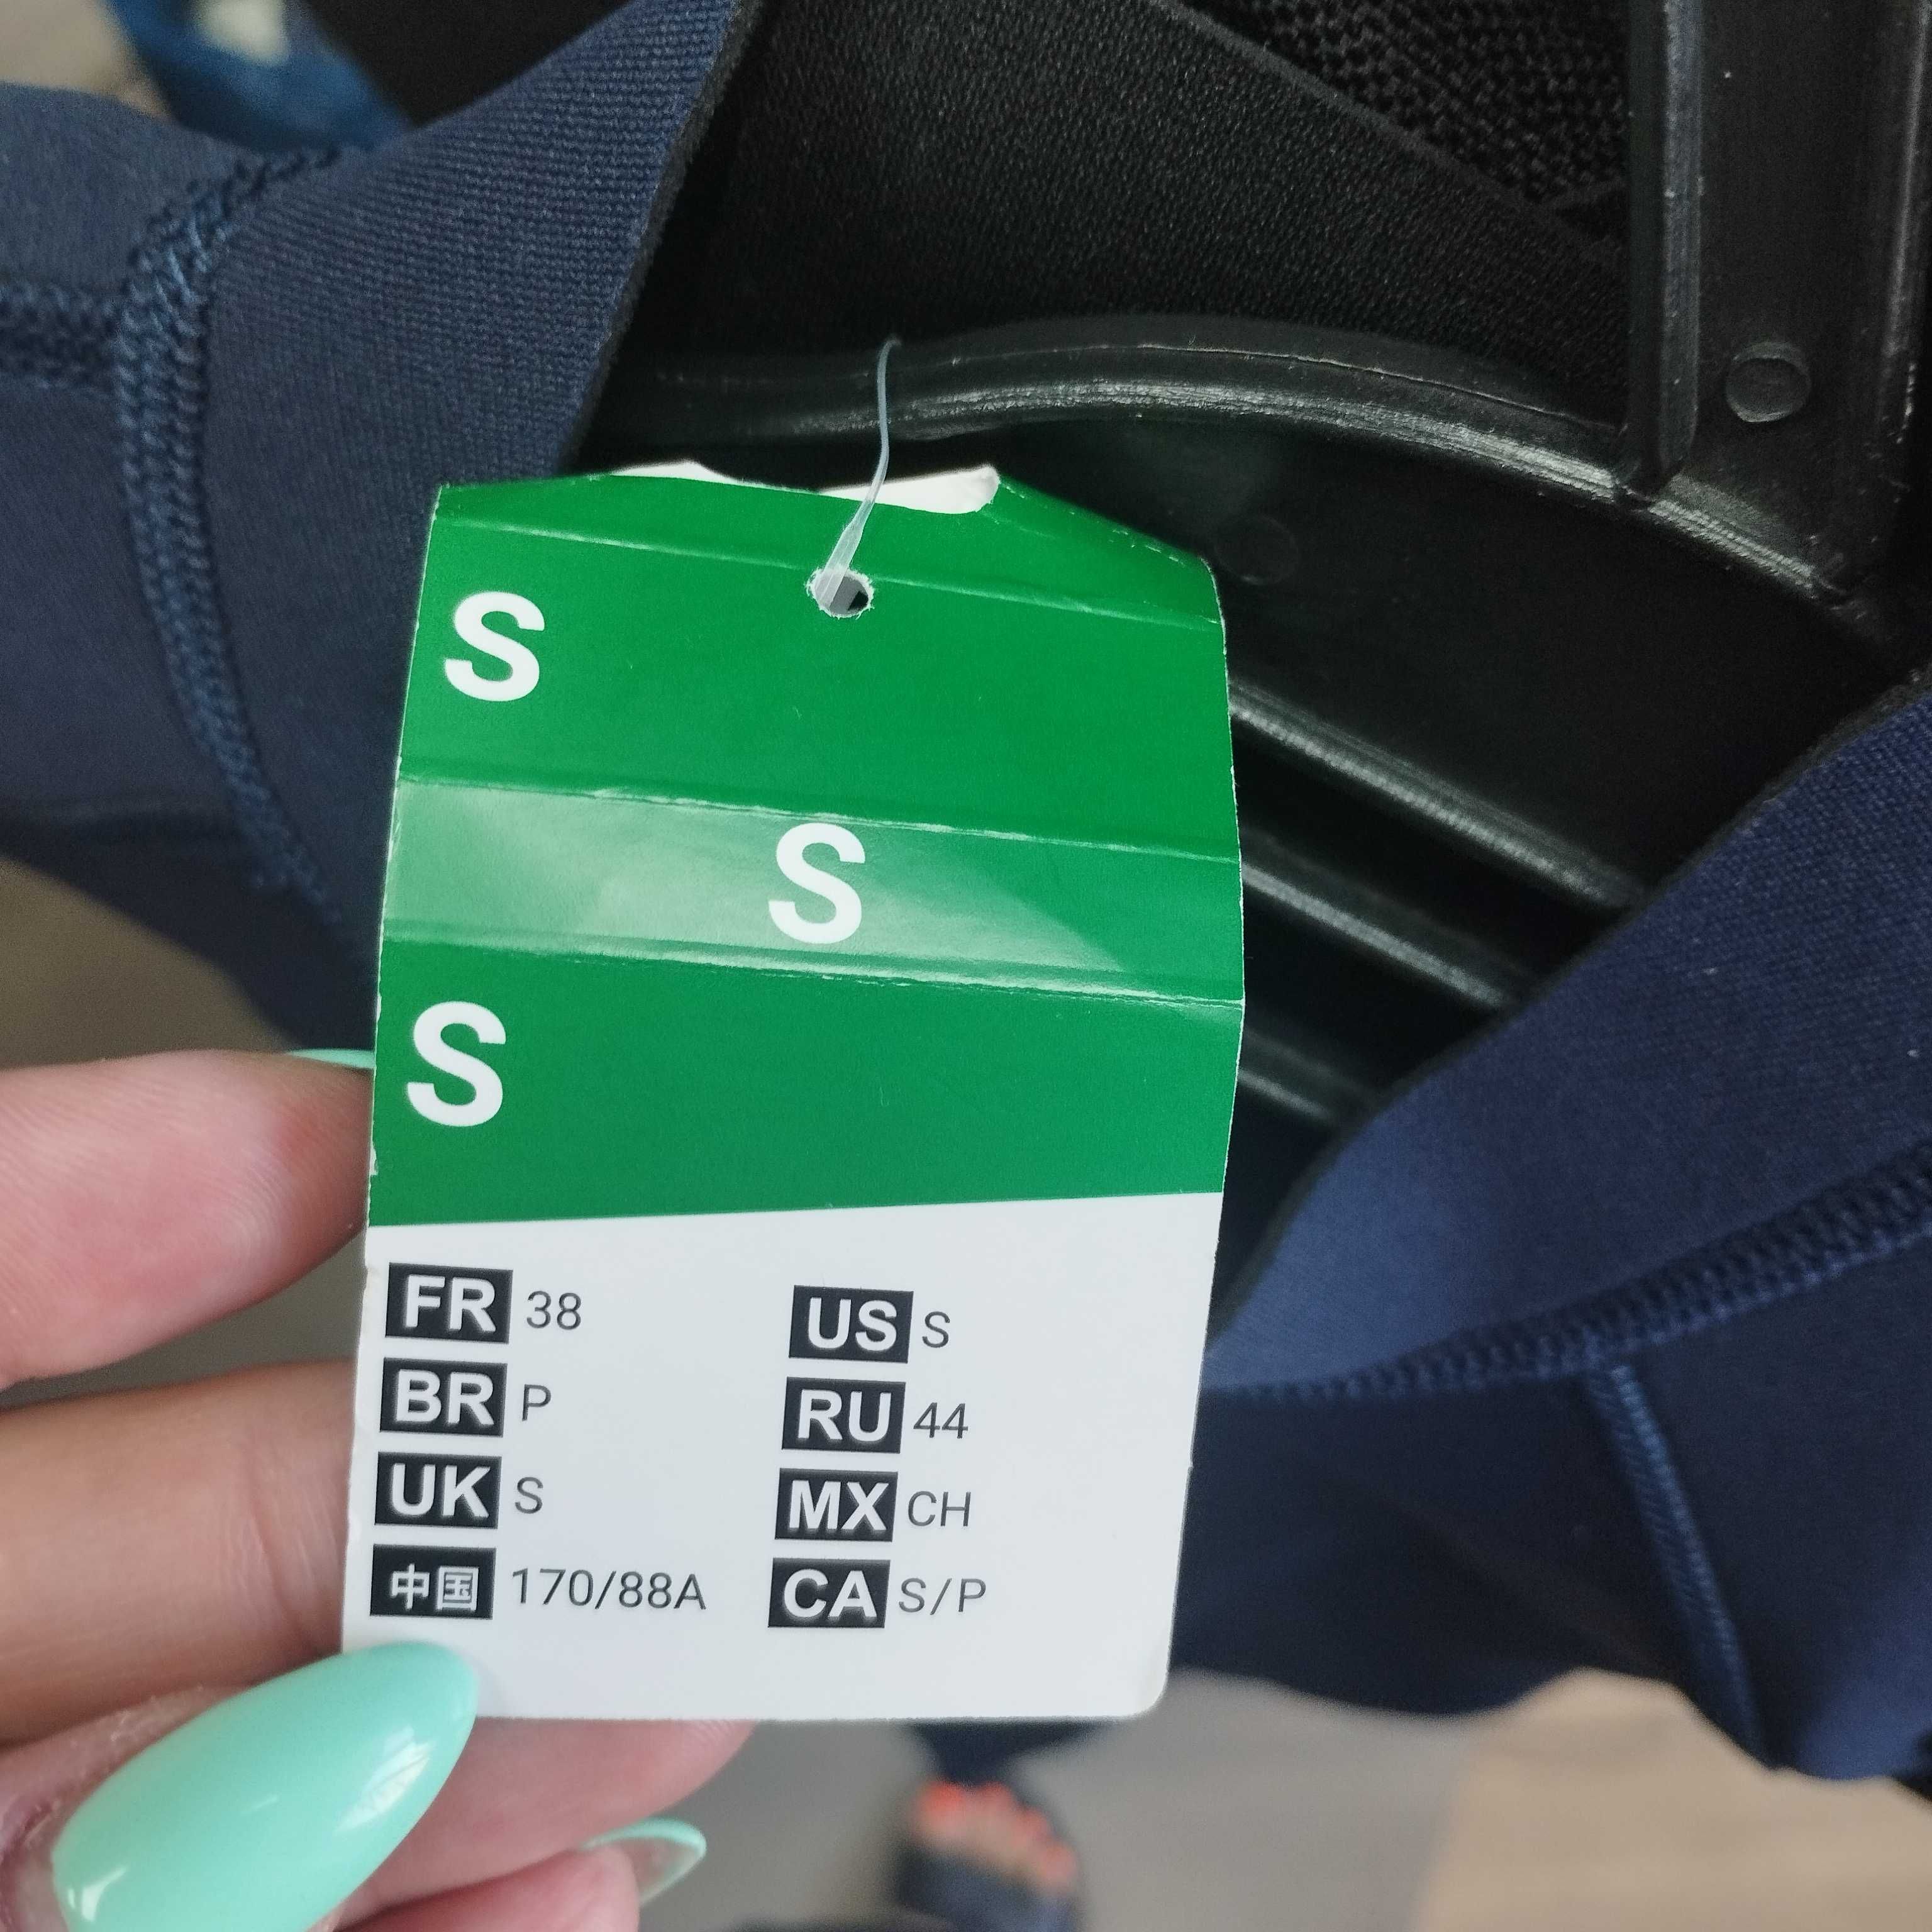 S
S
S
FR 38
US S
BR P
RU 44
UK S
MX CH
中国 170/88A
CA S/P